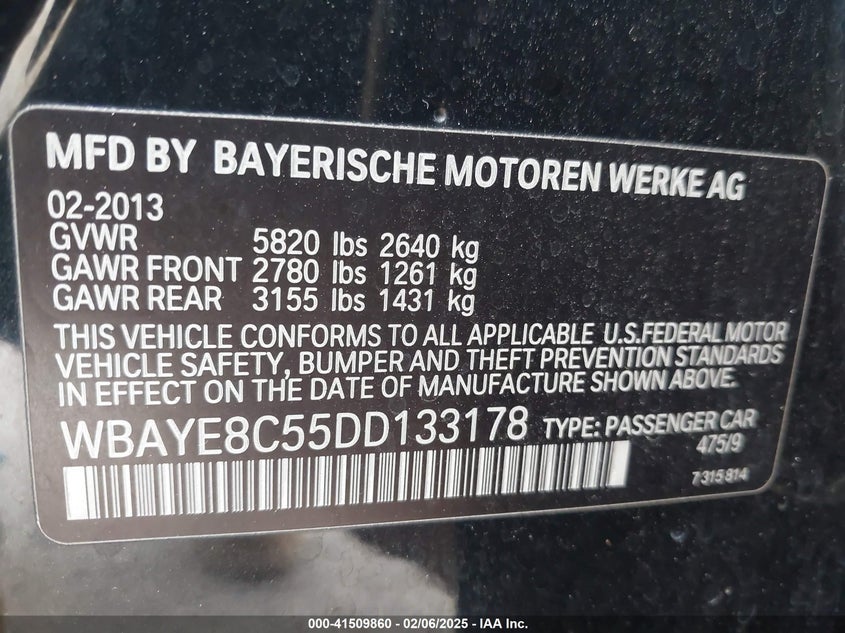 MFD BY BAYERISCHE MOTOREN WERKE AG
02-2013
GVWR 5820 lbs 2640 kg
GAWR FRONT 2780 lbs 1261 kg
GAWR REAR 3155 lbs 1431 kg
THIS VEHICLE CONFORMS TO ALL APPLICABLE U.S.FEDERAL MOTOR
VEHICLE SAFETY, BUMPER AND THEFT PREVENTION STANDARDS
IN EFFECT ON THE DATE OF MANUFACTURE SHOWN ABOVE.
WBAYE8C55DD133178 TYPE: PASSENGER CAR
475/9
7315814
000-41509860 - 02/06/2025 - IAA Inc.